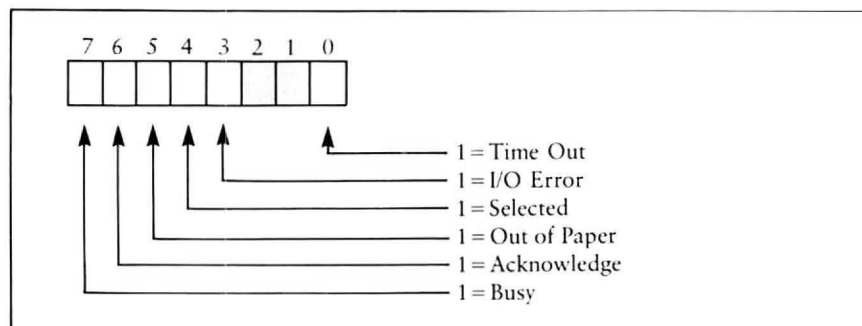 7 6 5 4 3 2 1 0
1 = Time Out
1 = I/O Error
1 = Selected
1 = Out of Paper
1 = Acknowledge
1 = Busy